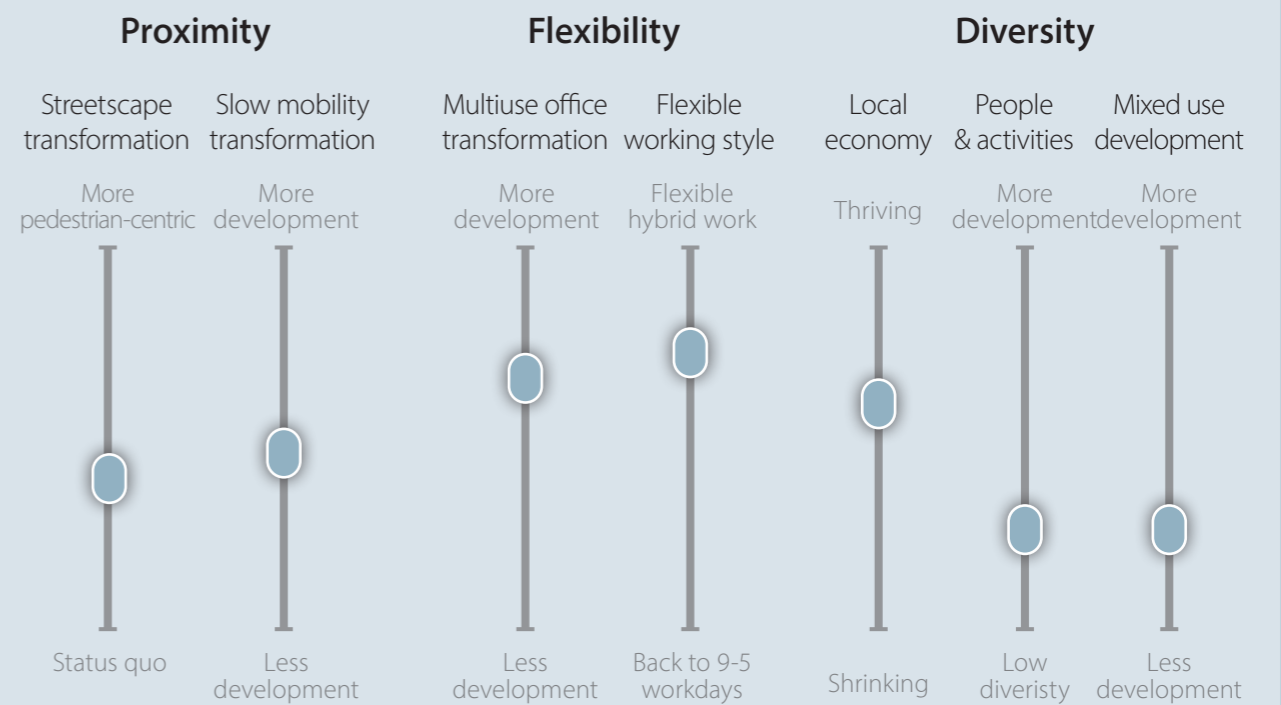 Proximity
Flexibility
Diversity
Streetscape
transformation
Slow mobility
transformation
Multiuse office
transformation
Flexible
working style
Local
economy
People
& activities
Mixed use
development
More
pedestrian-centric
More
development
More
development
Flexible
hybrid work
Thriving
More
development
More
development
Status quo
Less
development
Less
development
Back to 9-5
workdays
Shrinking
Low
diveristy
Less
development